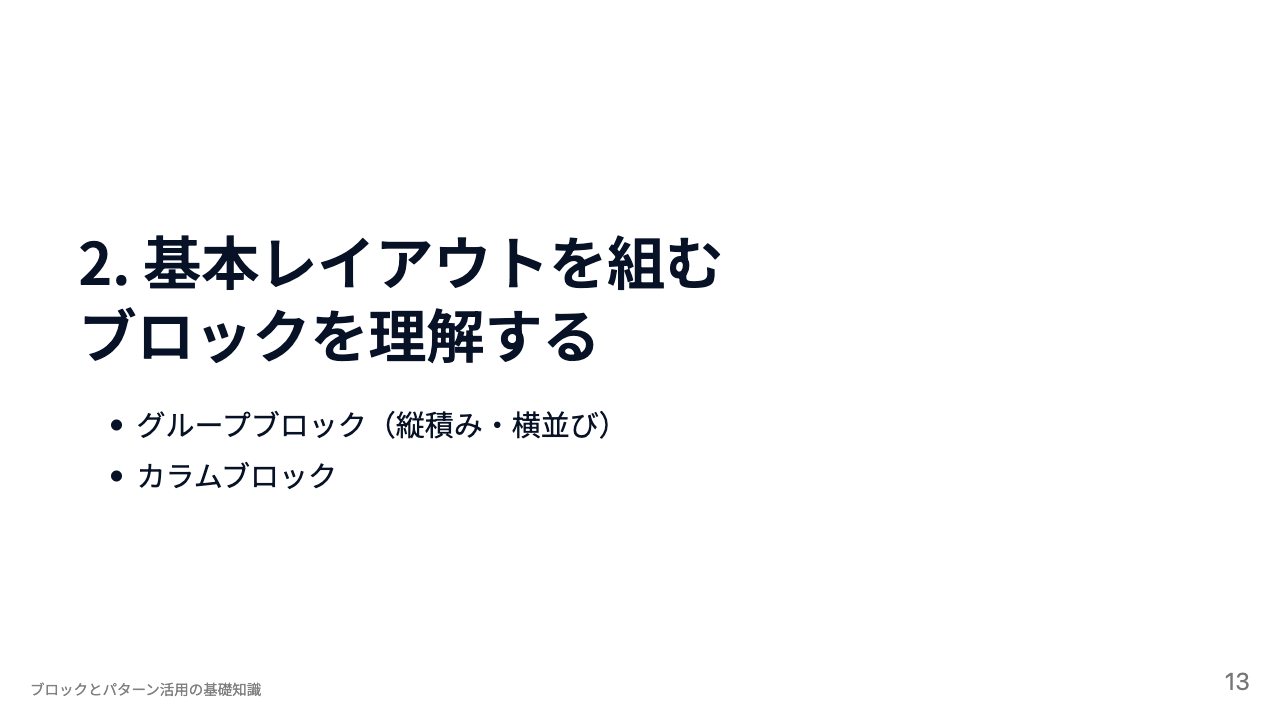 2. 基本レイアウトを組む
ブロックを理解する
• グループブロック（縦積み・横並び）
• カラムブロック
ブロックとパターン活用の基礎知識
13